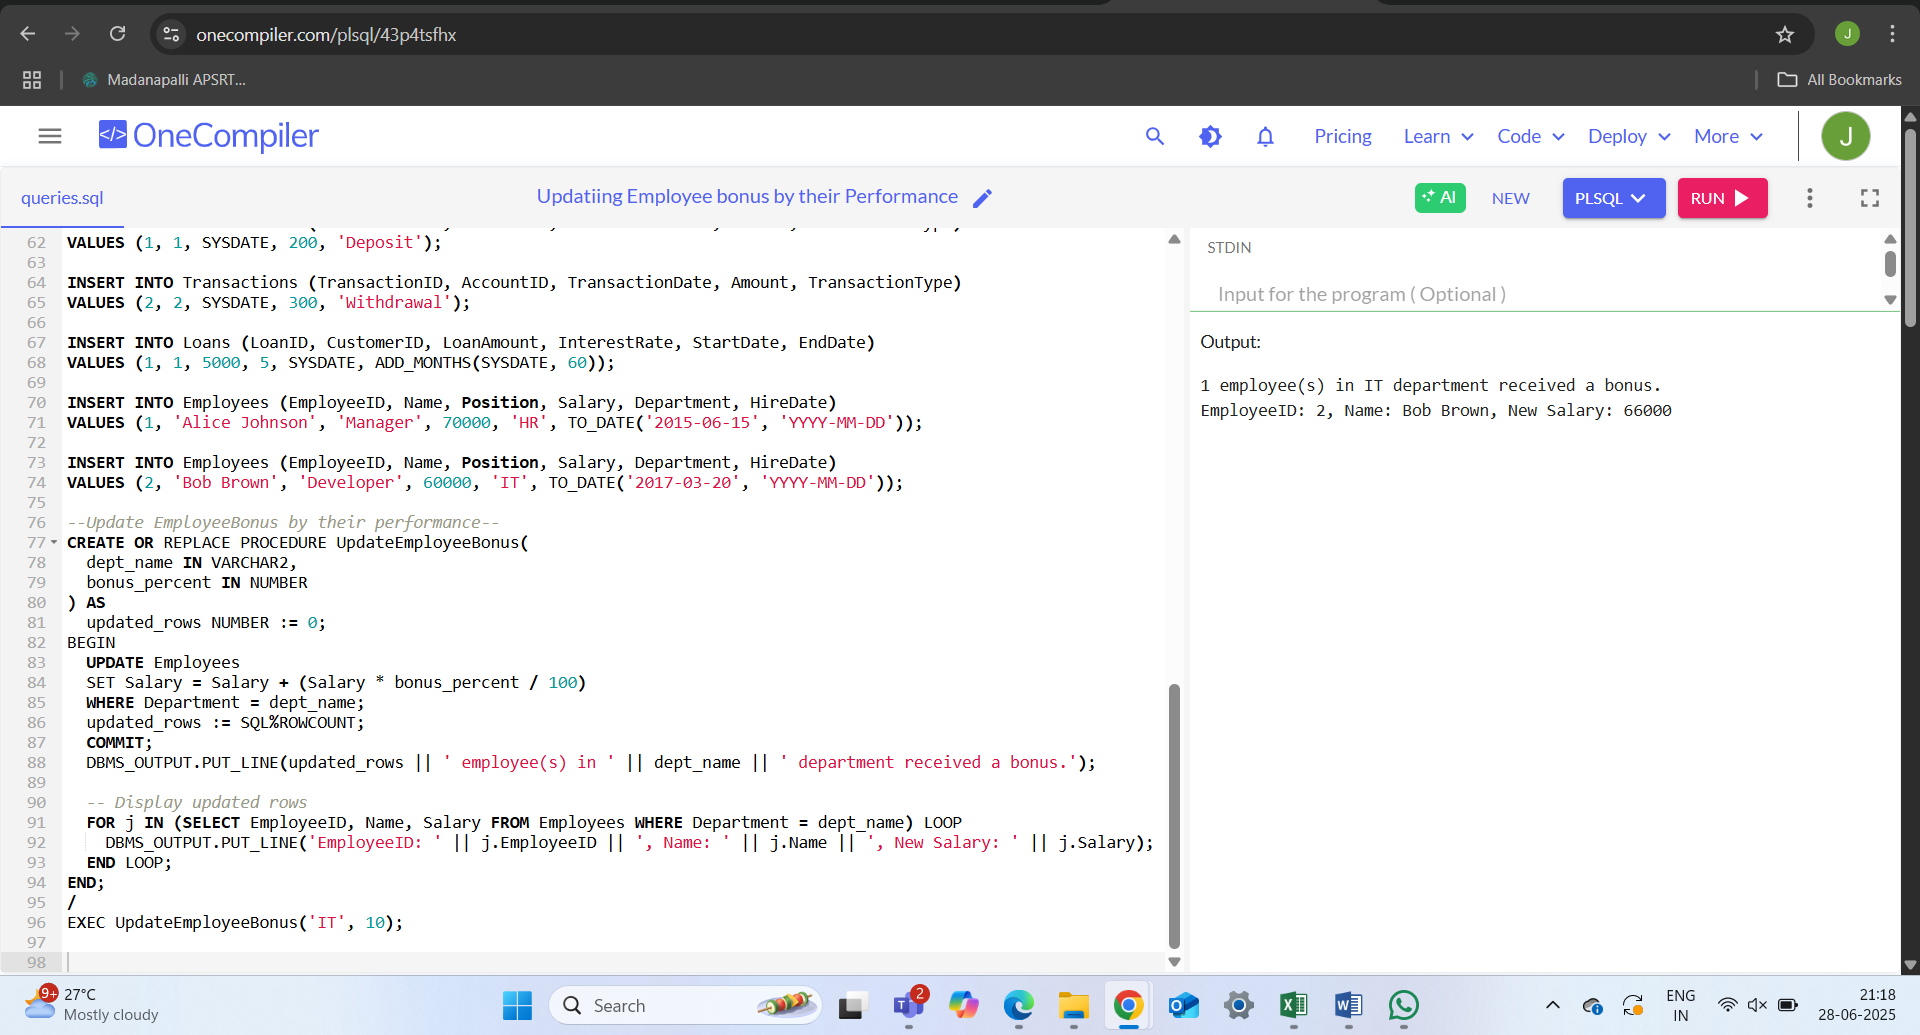 onecompiler.com/plsql/43p4tsfhx
J
Madanapalli APSRT...
All Bookmarks
</> OneCompiler
Pricing
Learn
Code
Deploy
More
J
queries.sql
Updatiing Employee bonus by their Performance
AI
NEW
PLSQL
RUN
62 VALUES (1, 1, SYSDATE, 200, 'Deposit');
63
64 INSERT INTO Transactions (TransactionID, AccountID, TransactionDate, Amount, TransactionType)
65 VALUES (2, 2, SYSDATE, 300, 'Withdrawal');
66
67 INSERT INTO Loans (LoanID, CustomerID, LoanAmount, InterestRate, StartDate, EndDate)
68 VALUES (1, 1, 5000, 5, SYSDATE, ADD_MONTHS(SYSDATE, 60));
69
70 INSERT INTO Employees (EmployeeID, Name, Position, Salary, Department, HireDate)
71 VALUES (1, 'Alice Johnson', 'Manager', 70000, 'HR', TO_DATE('2015-06-15', 'YYYY-MM-DD'));
72
73 INSERT INTO Employees (EmployeeID, Name, Position, Salary, Department, HireDate)
74 VALUES (2, 'Bob Brown', 'Developer', 60000, 'IT', TO_DATE('2017-03-20', 'YYYY-MM-DD'));
75
76 --Update EmployeeBonus by their performance--
77 CREATE OR REPLACE PROCEDURE UpdateEmployeeBonus(
78 dept_name IN VARCHAR2,
79 bonus_percent IN NUMBER
80 ) AS
81 updated_rows NUMBER := 0;
82 BEGIN
83 UPDATE Employees
84 SET Salary = Salary + (Salary * bonus_percent / 100)
85 WHERE Department = dept_name;
86 updated_rows := SQL%ROWCOUNT;
87 COMMIT;
88 DBMS_OUTPUT.PUT_LINE(updated_rows || ' employee(s) in ' || dept_name || ' department received a bonus.');
89
90 -- Display updated rows
91 FOR j IN (SELECT EmployeeID, Name, Salary FROM Employees WHERE Department = dept_name) LOOP
92 DBMS_OUTPUT.PUT_LINE('EmployeeID: ' || j.EmployeeID || ', Name: ' || j.Name || ', New Salary: ' || j.Salary);
93 END LOOP;
94 END;
95 /
96 EXEC UpdateEmployeeBonus('IT', 10);
97
98
STDIN
Input for the program ( Optional )
Output:
1 employee(s) in IT department received a bonus.
EmployeeID: 2, Name: Bob Brown, New Salary: 66000
9+
27°C
Mostly cloudy
Search
2
ENG
IN
21:18
28-06-2025